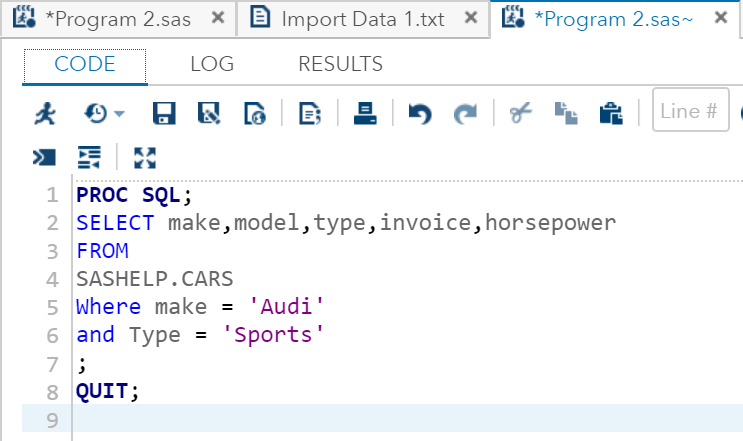 *Program 2.sas × Import Data 1.txt × *Program 2.sas~ ×
CODE LOG RESULTS
Line #
1 PROC SQL;
2 SELECT make,model,type,invoice,horsepower
3 FROM
4 SASHELP.CARS
5 Where make = 'Audi'
6 and Type = 'Sports'
7 ;
8 QUIT;
9